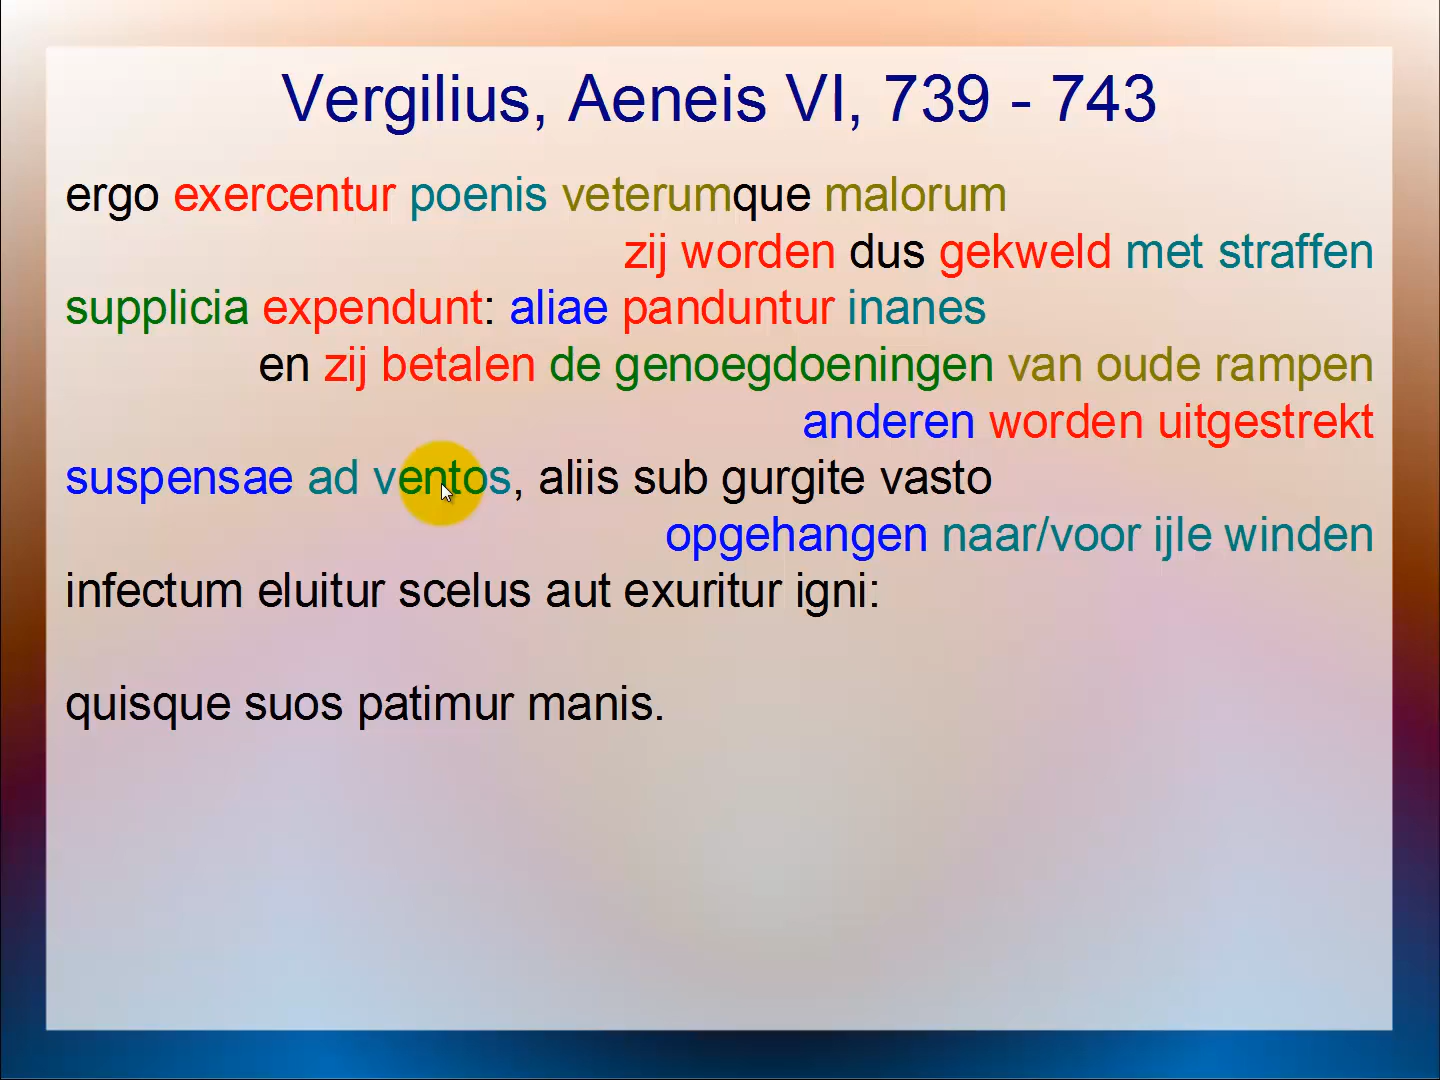 Vergilius, Aeneis VI, 739 - 743
ergo exercentur poenis veterumque malorum
zij worden dus gekweld met straffen
supplicia expendunt: aliae panduntur inanes
en zij betalen de genoegdoeningen van oude rampen
anderen worden uitgestrekt
suspensae ad ventos, aliis sub gurgite vasto
opgehangen naar/voor ijle winden
infectum eluitur scelus aut exuritur igni:
quisque suos patimur manis.